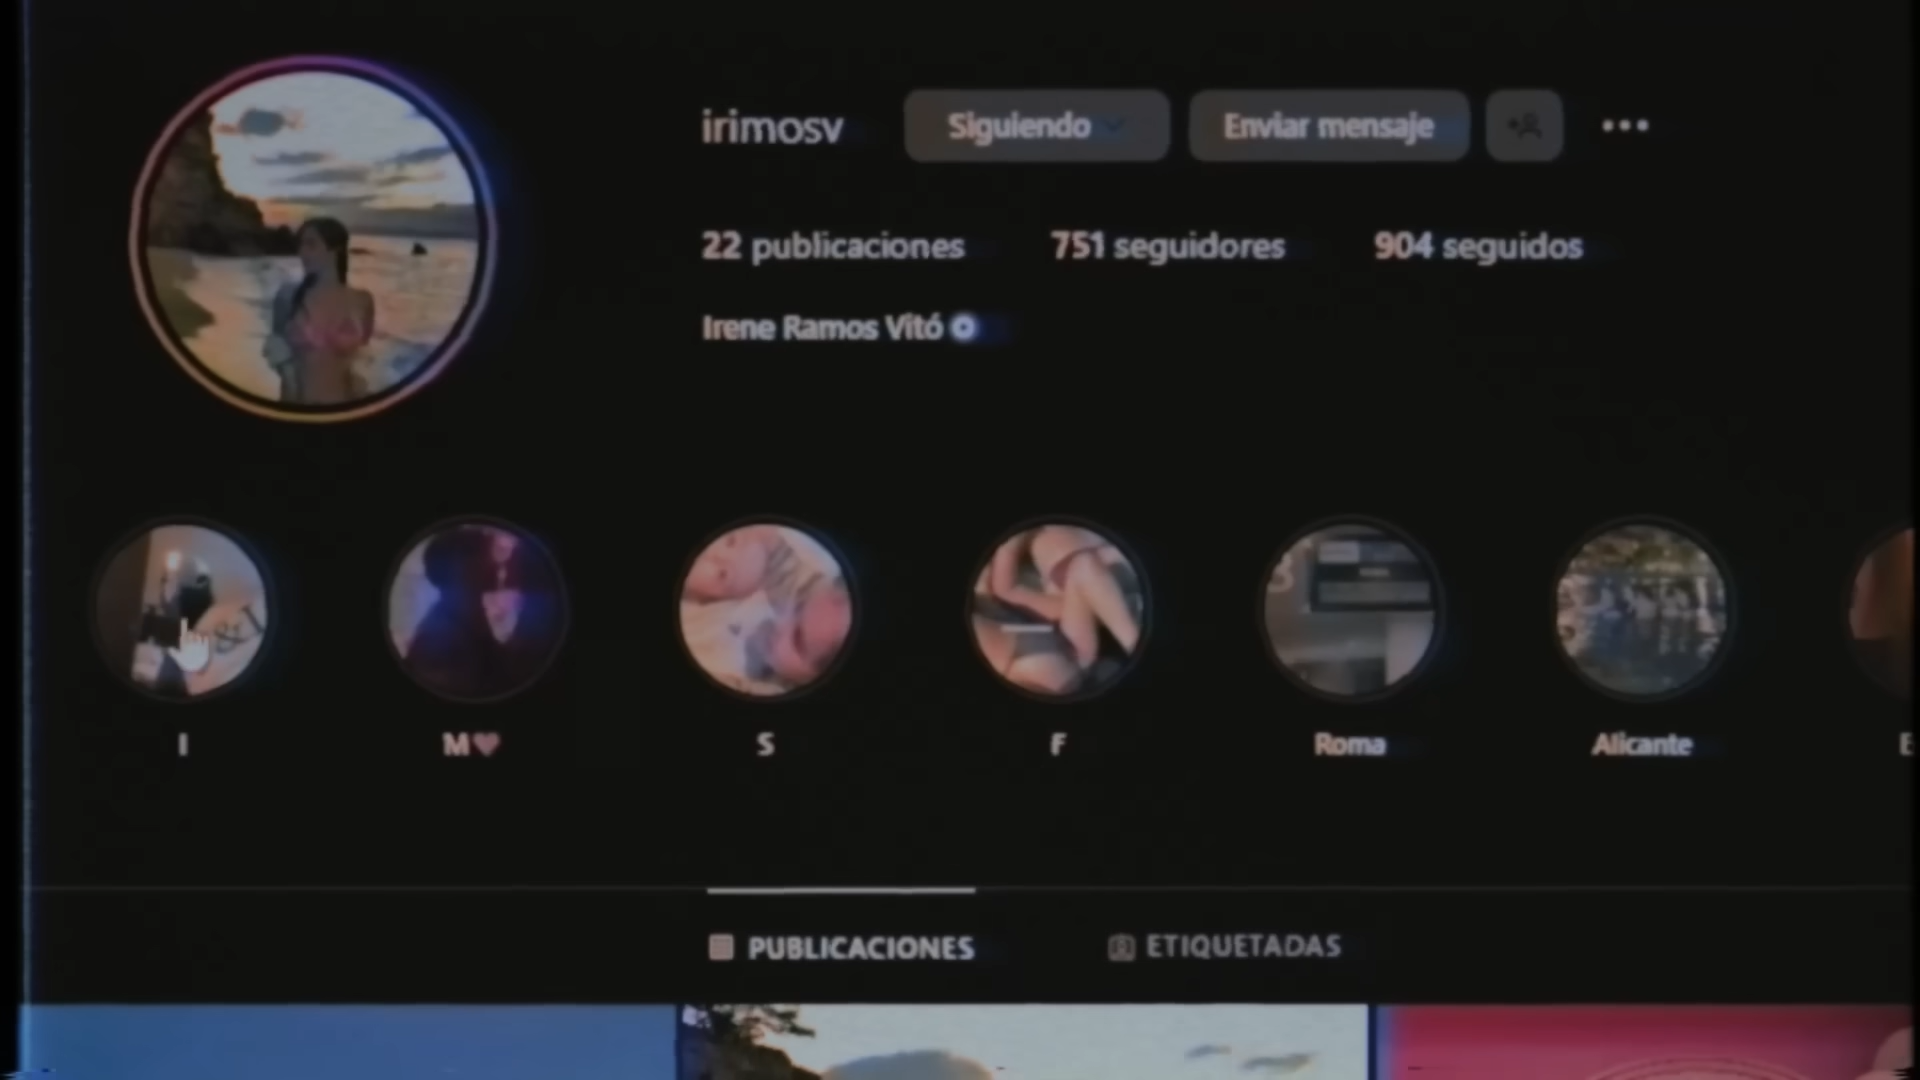 irimosv Siguiendo Enviar mensaje
22 publicaciones 751 seguidores 904 seguidos
Irene Ramos Vitó
I M♥ S F Roma Alicante
PUBLICACIONES ETIQUETADAS